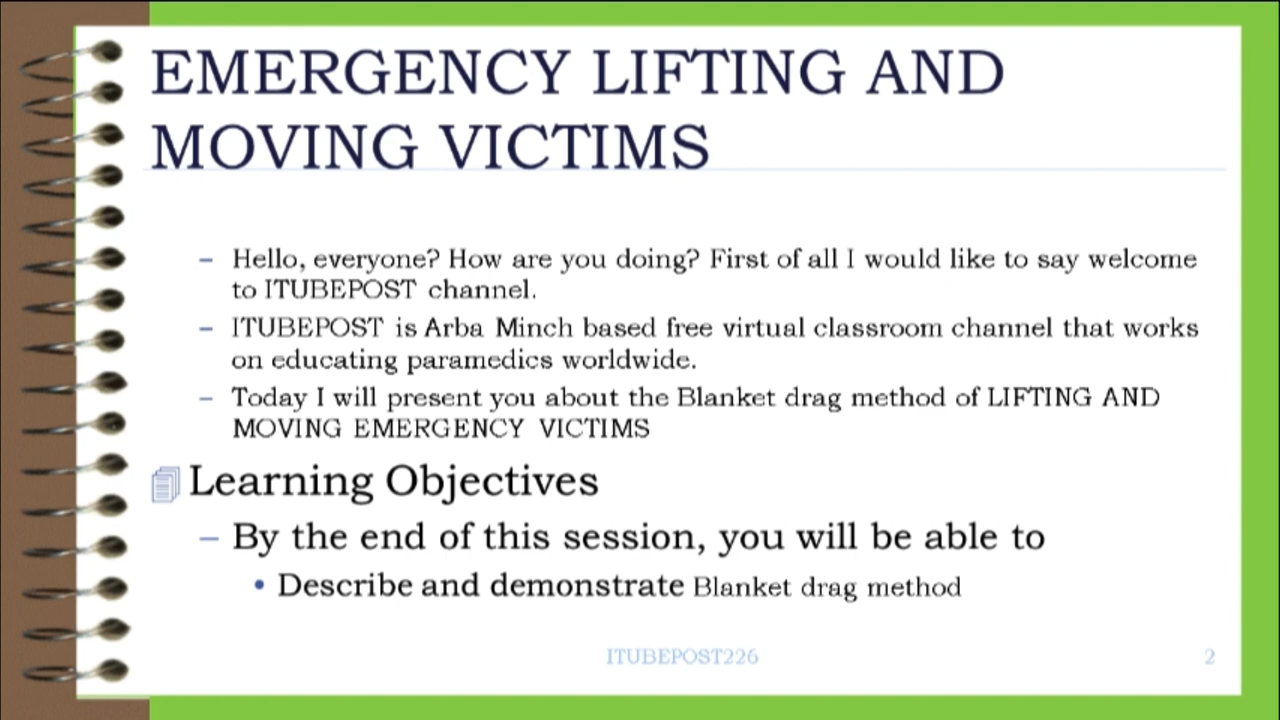 EMERGENCY LIFTING AND
MOVING VICTIMS
– Hello, everyone? How are you doing? First of all I would like to say welcome
to ITUBEPOST channel.
– ITUBEPOST is Arba Minch based free virtual classroom channel that works
on educating paramedics worldwide.
– Today I will present you about the Blanket drag method of LIFTING AND
MOVING EMERGENCY VICTIMS
Learning Objectives
– By the end of this session, you will be able to
• Describe and demonstrate Blanket drag method
ITUBEPOST226 2